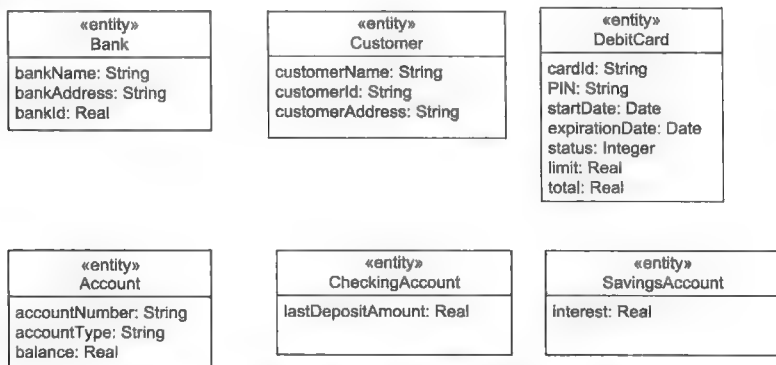 «entity»
Bank
bankName: String
bankAddress: String
bankId: Real
«entity»
Customer
customerName: String
customerId: String
customerAddress: String
«entity»
DebitCard
cardId: String
PIN: String
startDate: Date
expirationDate: Date
status: Integer
limit: Real
total: Real
«entity»
Account
accountNumber: String
accountType: String
balance: Real
«entity»
CheckingAccount
lastDepositAmount: Real
«entity»
SavingsAccount
interest: Real